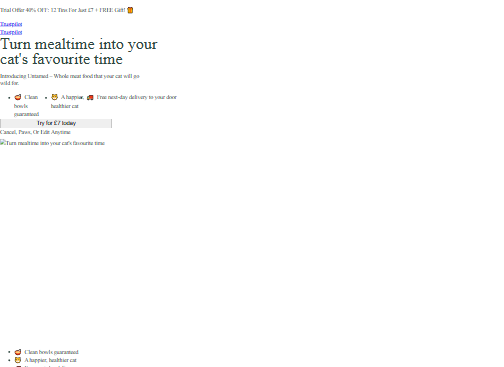 Trial Offer 40% OFF: 12 Tins For Just £7 + FREE Gift!
Trustpilot
Trustpilot
Turn mealtime into your
cat's favourite time
Introducing Untamed – Whole meat food that your cat will go
wild for.
Clean bowls guaranteed
A happier, healthier cat
Free next-day delivery to your door
Try for £7 today
Cancel, Paws, Or Edit Anytime
Turn mealtime into your cat's favourite time
Clean bowls guaranteed
A happier, healthier cat